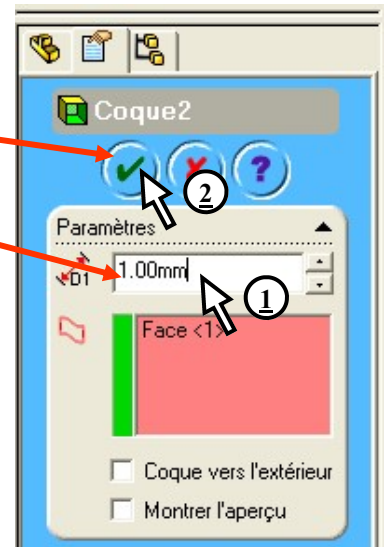 Coque2
?
2
Paramètres
D1 1.00mm
1
Face <1>
Coque vers l'extérieur
Montrer l'aperçu